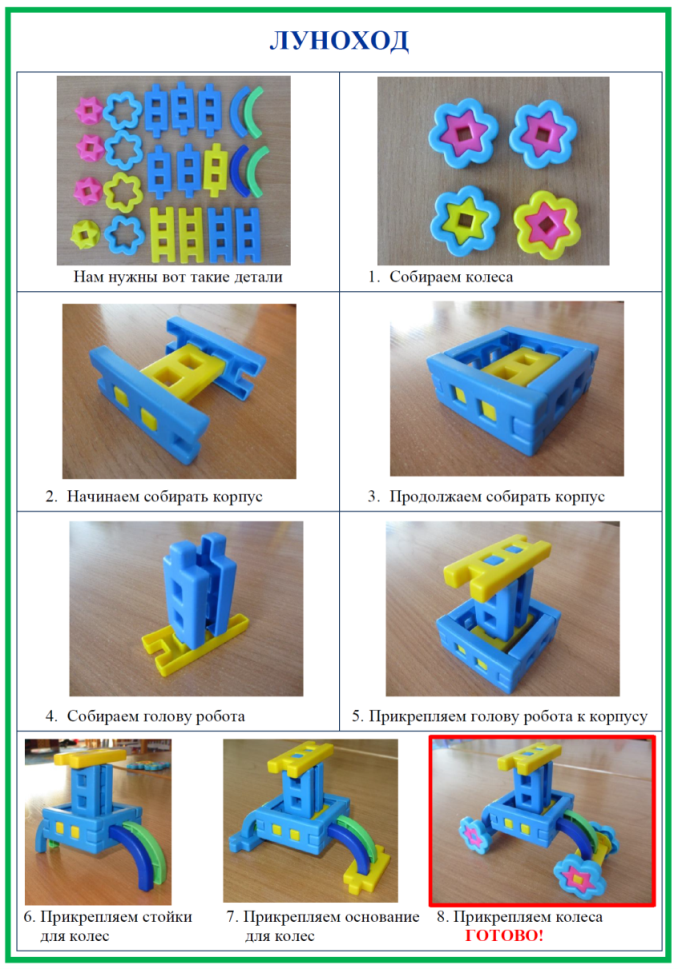 ЛУНОХОД
Нам нужны вот такие детали
1. Собираем колеса
2. Начинаем собирать корпус
3. Продолжаем собирать корпус
4. Собираем голову робота
5. Прикрепляем голову робота к корпусу
6. Прикрепляем стойки
для колес
7. Прикрепляем основание
для колес
8. Прикрепляем колеса
ГОТОВО!